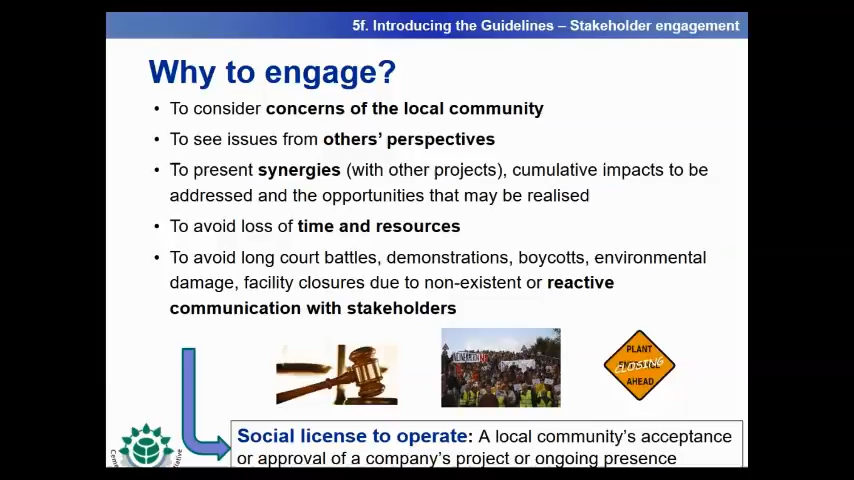 5f. Introducing the Guidelines – Stakeholder engagement
Why to engage?
• To consider concerns of the local community
• To see issues from others' perspectives
• To present synergies (with other projects), cumulative impacts to be
addressed and the opportunities that may be realised
• To avoid loss of time and resources
• To avoid long court battles, demonstrations, boycotts, environmental
damage, facility closures due to non-existent or reactive
communication with stakeholders
PLANT
CLOSING
AHEAD
Social license to operate: A local community's acceptance
or approval of a company's project or ongoing presence